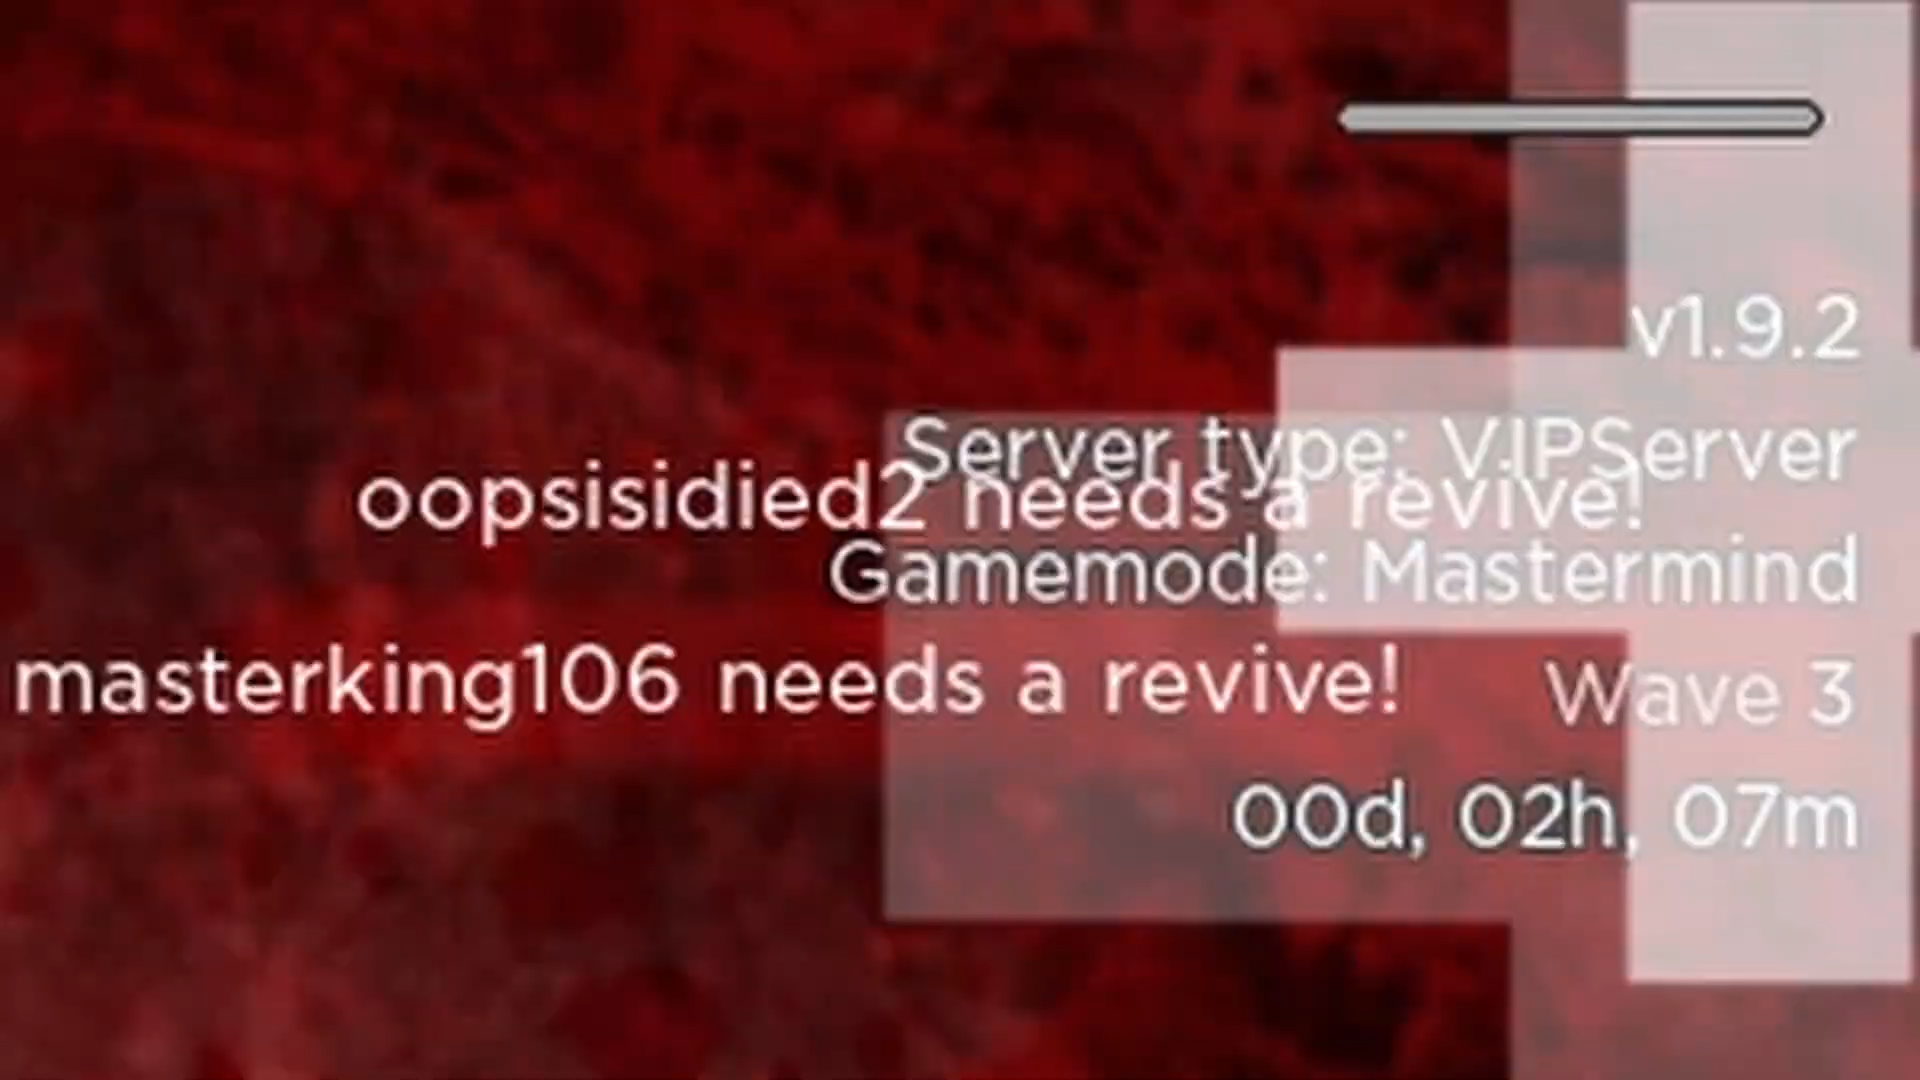 v1.9.2
Server type: VIPServer
oopsisidied2 needs a revive!
Gamemode: Mastermind
masterking106 needs a revive!
Wave 3
00d, 02h, 07m